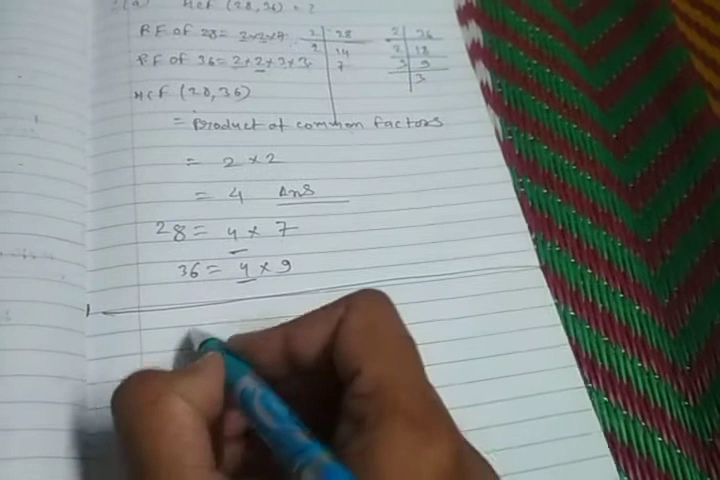 (a) HCF (28,36) = ?
PF of 28 = 2×2×7
PF of 36 = 2×2×3×3
2 28
2 14
7
2 36
2 18
3 9
3
HCF (28,36)
= Product of common factors
= 2×2
= 4 Ans
28 = 4 × 7
36 = 4 × 9